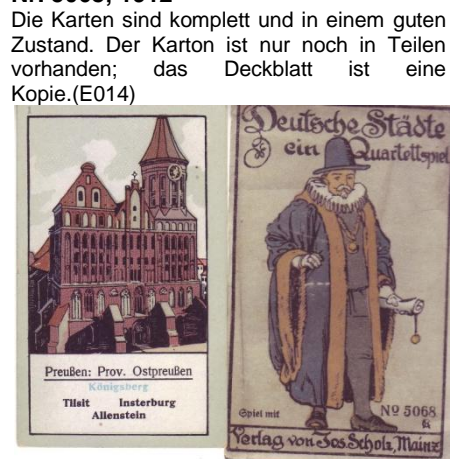 Die Karten sind komplett und in einem guten
Zustand. Der Karton ist nur noch in Teilen
vorhanden; das Deckblatt ist eine
Kopie.(E014)
Preußen: Prov. Ostpreußen
Königsberg
Tilsit Insterburg
Allenstein
Deutsche Städte
ein Quartettspiel
Spiel mit
Nº 5068
Verlag von Jos. Scholz, Mainz